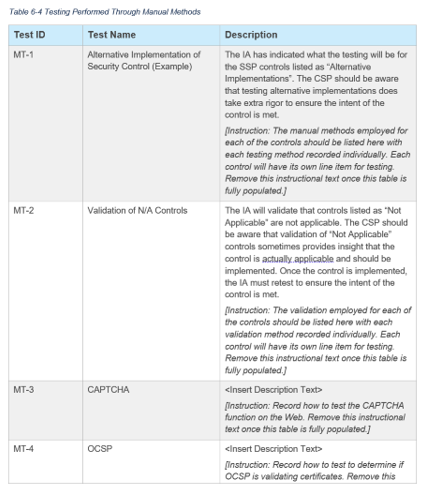 Table 6-4 Testing Performed Through Manual Methods
Test ID Test Name Description
MT-1 Alternative Implementation of Security Control (Example)
The IA has indicated what the testing will be for
the SSP controls listed as “Alternative
Implementations”. The CSP should be aware
that testing alternative implementations does
take extra rigor to ensure the intent of the
control is met.
[Instruction: The manual methods employed for
each of the controls should be listed here with
each testing method recorded individually. Each
control will have its own line item for testing.
Remove this instructional text once this table is
fully populated.]
MT-2 Validation of N/A Controls
The IA will validate that controls listed as “Not
Applicable” are not applicable. The CSP should
be aware that validation of “Not Applicable”
controls sometimes provides insight that the
control is actually applicable and should be
implemented. Once the control is implemented,
the IA must retest to ensure the intent of the
control is met.
[Instruction: The validation employed for each of
the controls should be listed here with each
validation method recorded individually. Each
control will have its own line item for testing.
Remove this instructional text once this table is
fully populated.]
MT-3 CAPTCHA <Insert Description Text>
[Instruction: Record how to test the CAPTCHA
function on the Web. Remove this instructional
text once this table is fully populated.]
MT-4 OCSP <Insert Description Text>
[Instruction: Record how to test to determine if
OCSP is validating certificates. Remove this